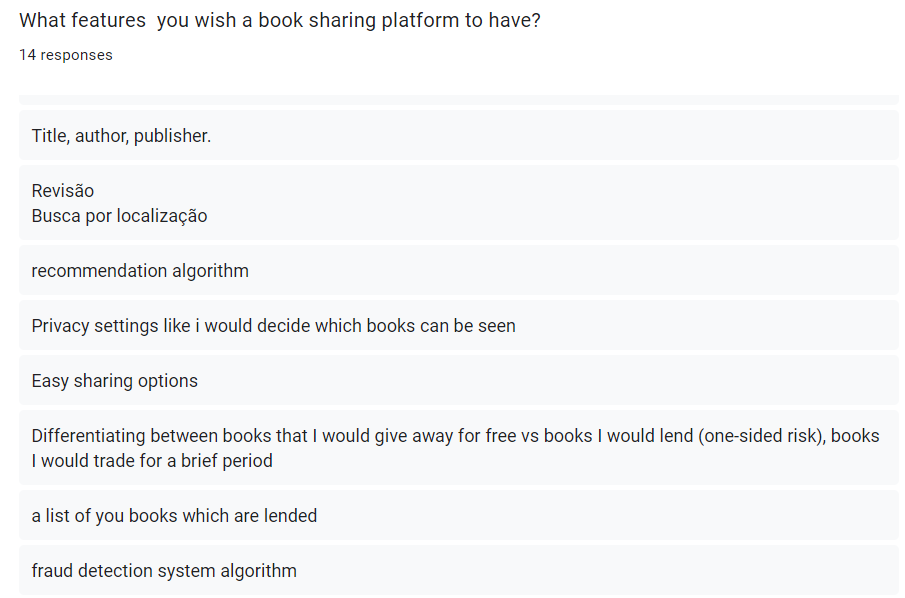 What features  you wish a book sharing platform to have?
14 responses
Title, author, publisher.
Revisão
Busca por localização
recommendation algorithm
Privacy settings like i would decide which books can be seen
Easy sharing options
Differentiating between books that I would give away for free vs books I would lend (one-sided risk), books
I would trade for a brief period
a list of you books which are lended
fraud detection system algorithm